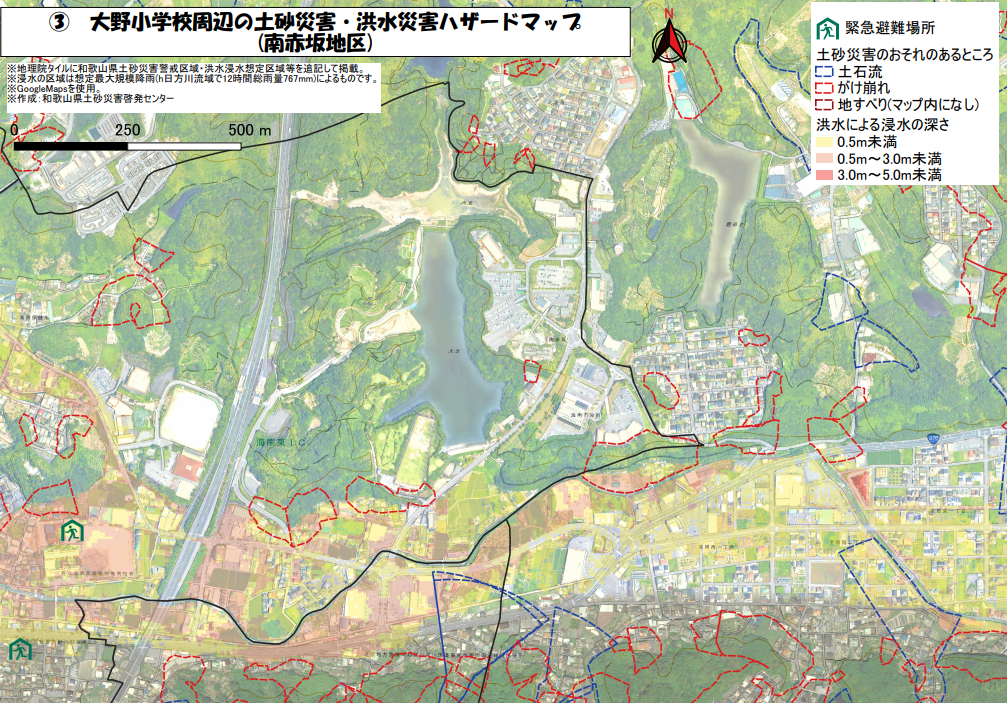 ③ 大野小学校周辺の土砂災害・洪水災害ハザードマップ
(南赤坂地区)
※地理院タイルに和歌山県土砂災害警戒区域・洪水浸水想定区域等を追記して掲載。
※浸水の区域は想定最大規模降雨(h日方川流域で12時間総雨量767mm)によるものです。
※GoogleMapsを使用。
※作成：和歌山県土砂災害啓発センター
0 250 500 m
N
緊急避難場所
土砂災害のおそれのあるところ
土石流
がけ崩れ
地すべり(マップ内になし)
洪水による浸水の深さ
0.5m未満
0.5m～3.0m未満
3.0m～5.0m未満
大池
海南市役所
海南東IC
370